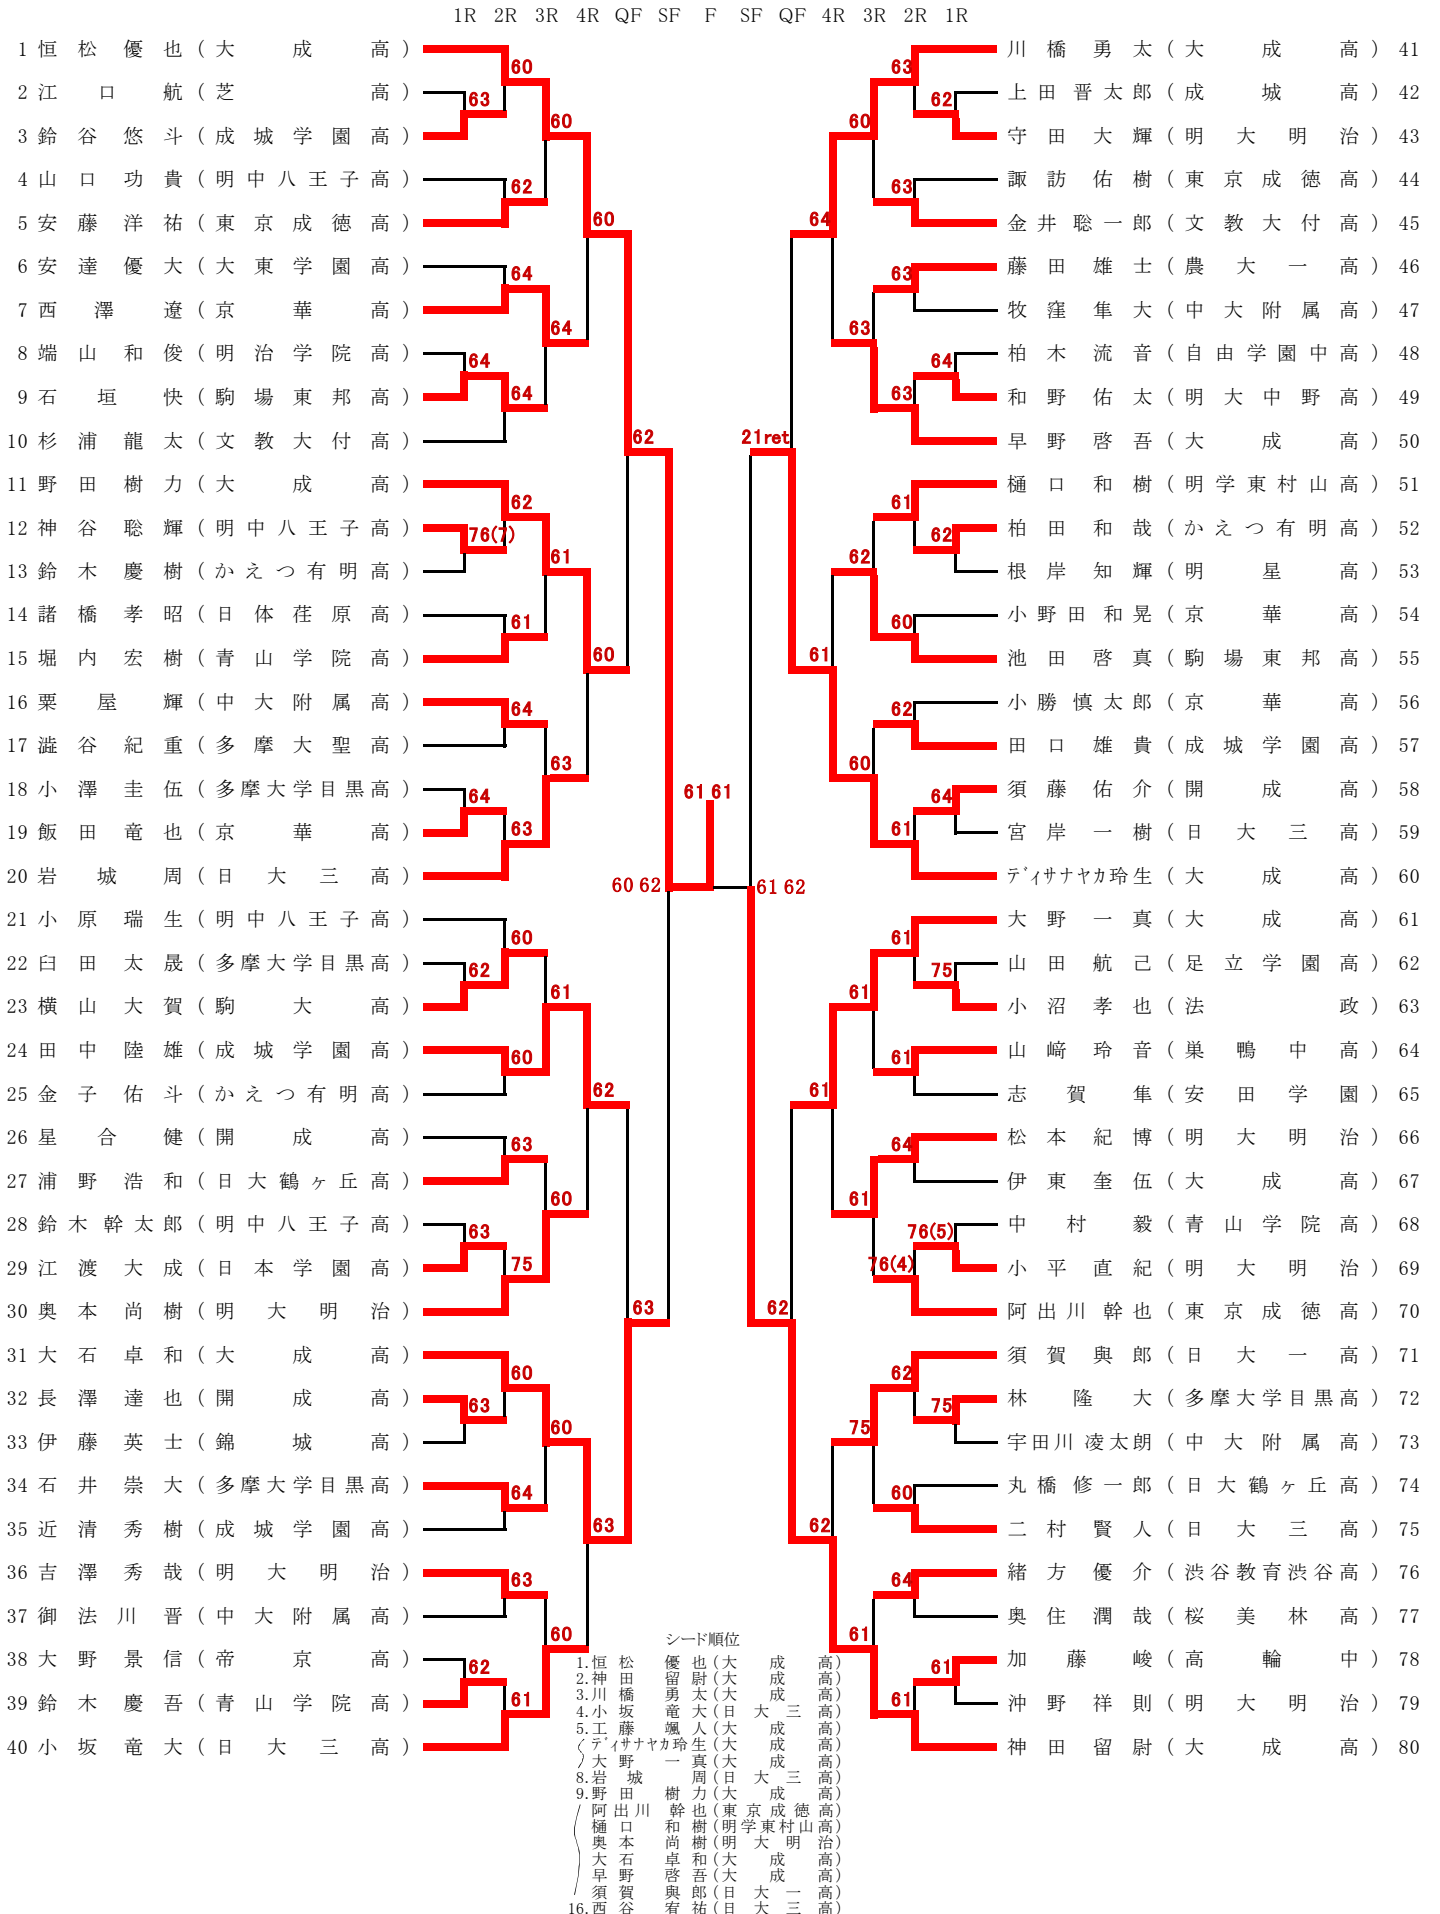 1R 2R 3R 4R QF SF F SF QF 4R 3R 2R 1R
1 恒松優也 (大成高)
60
2 江口航 (芝高)
63
3 鈴谷悠斗 (成城学園高)
60
4 山口功貴 (明中八王子高)
62
5 安藤洋祐 (東京成徳高)
60
6 安達優大 (大東学園高)
64
7 西澤遼 (京華高)
64
8 端山和俊 (明治学院高)
64
9 石垣快 (駒場東邦高)
64
10 杉浦龍太 (文教大付高)
62
11 野田樹力 (大成高)
62
12 神谷聡輝 (明中八王子高)
76(7)
13 鈴木慶樹 (かえつ有明高)
61
14 諸橋孝昭 (日体荏原高)
61
15 堀内宏樹 (青山学院高)
60
16 栗屋輝 (中大附属高)
64
17 澁谷紀重 (多摩大聖高)
63
18 小澤圭伍 (多摩大学目黒高)
64
19 飯田竜也 (京華高)
63
20 岩城周 (日大三高)
60 62
21 小原瑞生 (明中八王子高)
60
22 臼田太晟 (多摩大学目黒高)
62
23 横山大賀 (駒大高)
61
24 田中陸雄 (成城学園高)
60
25 金子佑斗 (かえつ有明高)
62
26 星合健 (開成高)
63
27 浦野浩和 (日大鶴ヶ丘高)
60
28 鈴木幹太郎 (明中八王子高)
63
29 江渡大成 (日本学園高)
75
30 奥本尚樹 (明大明治)
63
31 大石卓和 (大成高)
60
32 長澤達也 (開成高)
63
33 伊藤英士 (錦城高)
60
34 石井崇大 (多摩大学目黒高)
64
35 近清秀樹 (成城学園高)
63
36 吉澤秀哉 (明大明治)
63
37 御法川晋 (中大附属高)
60
38 大野景信 (帝京高)
62
39 鈴木慶吾 (青山学院高)
61
40 小坂竜大 (日大三高)
61 61
川橋勇太 (大成高) 41
63
上田晋太郎 (成城高) 42
62
守田大輝 (明大明治) 43
60
諏訪佑樹 (東京成徳高) 44
63
金井聡一郎 (文教大付高) 45
64
藤田雄士 (農大一高) 46
63
牧窪隼大 (中大附属高) 47
63
柏木流音 (自由学園中高) 48
64
和野佑太 (明大中野高) 49
63
早野啓吾 (大成高) 50
21ret
樋口和樹 (明学東村山高) 51
61
柏田和哉 (かえつ有明高) 52
62
根岸知輝 (明星高) 53
62
小野田和晃 (京華高) 54
60
池田啓真 (駒場東邦高) 55
61
小勝慎太郎 (京華高) 56
62
田口雄貴 (成城学園高) 57
60
須藤佑介 (開成高) 58
64
宮岸一樹 (日大三高) 59
61
ディサナヤカ玲生 (大成高) 60
61 62
大野一真 (大成高) 61
61
山田航己 (足立学園高) 62
75
小沼孝也 (法政) 63
61
山﨑玲音 (巣鴨中高) 64
61
志賀隼 (安田学園) 65
61
松本紀博 (明大明治) 66
64
伊東奎伍 (大成高) 67
61
中村毅 (青山学院高) 68
76(5)
小平直紀 (明大明治) 69
76(4)
阿出川幹也 (東京成徳高) 70
62
須賀與郎 (日大一高) 71
62
林隆大 (多摩大学目黒高) 72
75
宇田川凌太朗 (中大附属高) 73
75
丸橋修一郎 (日大鶴ヶ丘高) 74
60
二村賢人 (日大三高) 75
62
緒方優介 (渋谷教育渋谷高) 76
64
奥住潤哉 (桜美林高) 77
61
加藤峻 (高輪中) 78
61
沖野祥則 (明大明治) 79
61
神田留尉 (大成高) 80
シード順位
1.恒松優也(大成高)
2.神田留尉(大成高)
3.川橋勇太(大成高)
4.小坂竜大(日大三高)
5.工藤颯人(大成高)
ディサナヤカ玲生(大成高)
大野一真(大成高)
8.岩城周(日大三高)
9.野田樹力(大成高)
阿出川幹也(東京成徳高)
樋口和樹(明学東村山高)
奥本尚樹(明大明治)
大石卓和(大成高)
早野啓吾(大成高)
須賀與郎(日大一高)
16.西谷宥祐(日大三高)